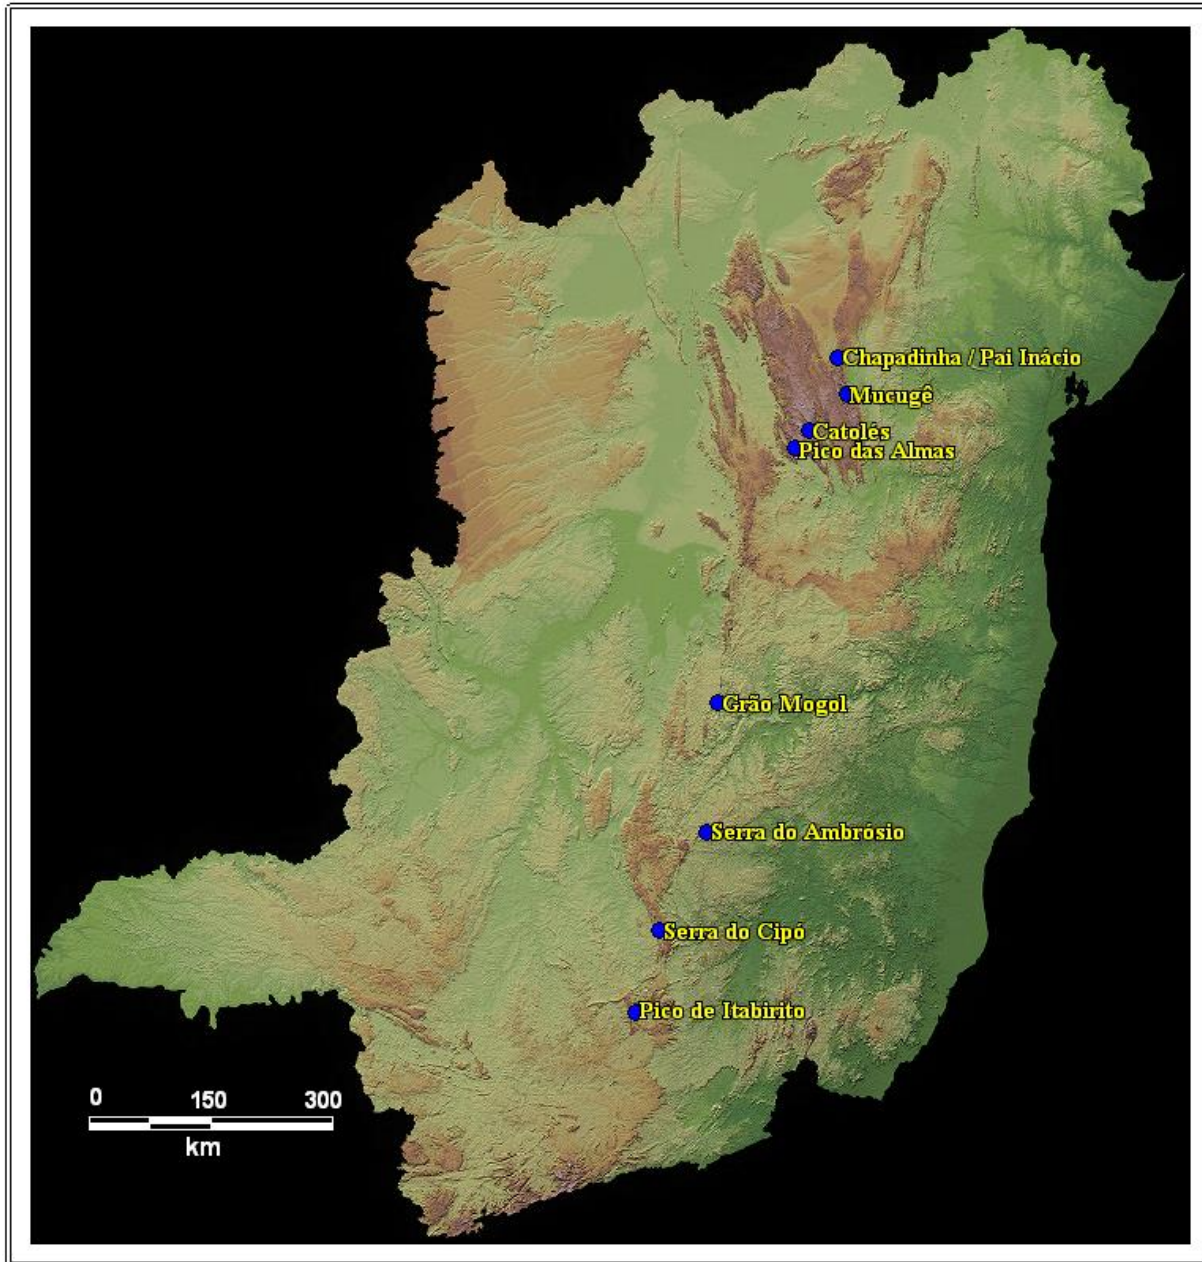 Chapadinha / Pai Inácio
Mucugê
Catolés
Pico das Almas
Grão Mogol
Serra do Ambrósio
Serra do Cipó
Pico de Itabirito
0 150 300
km